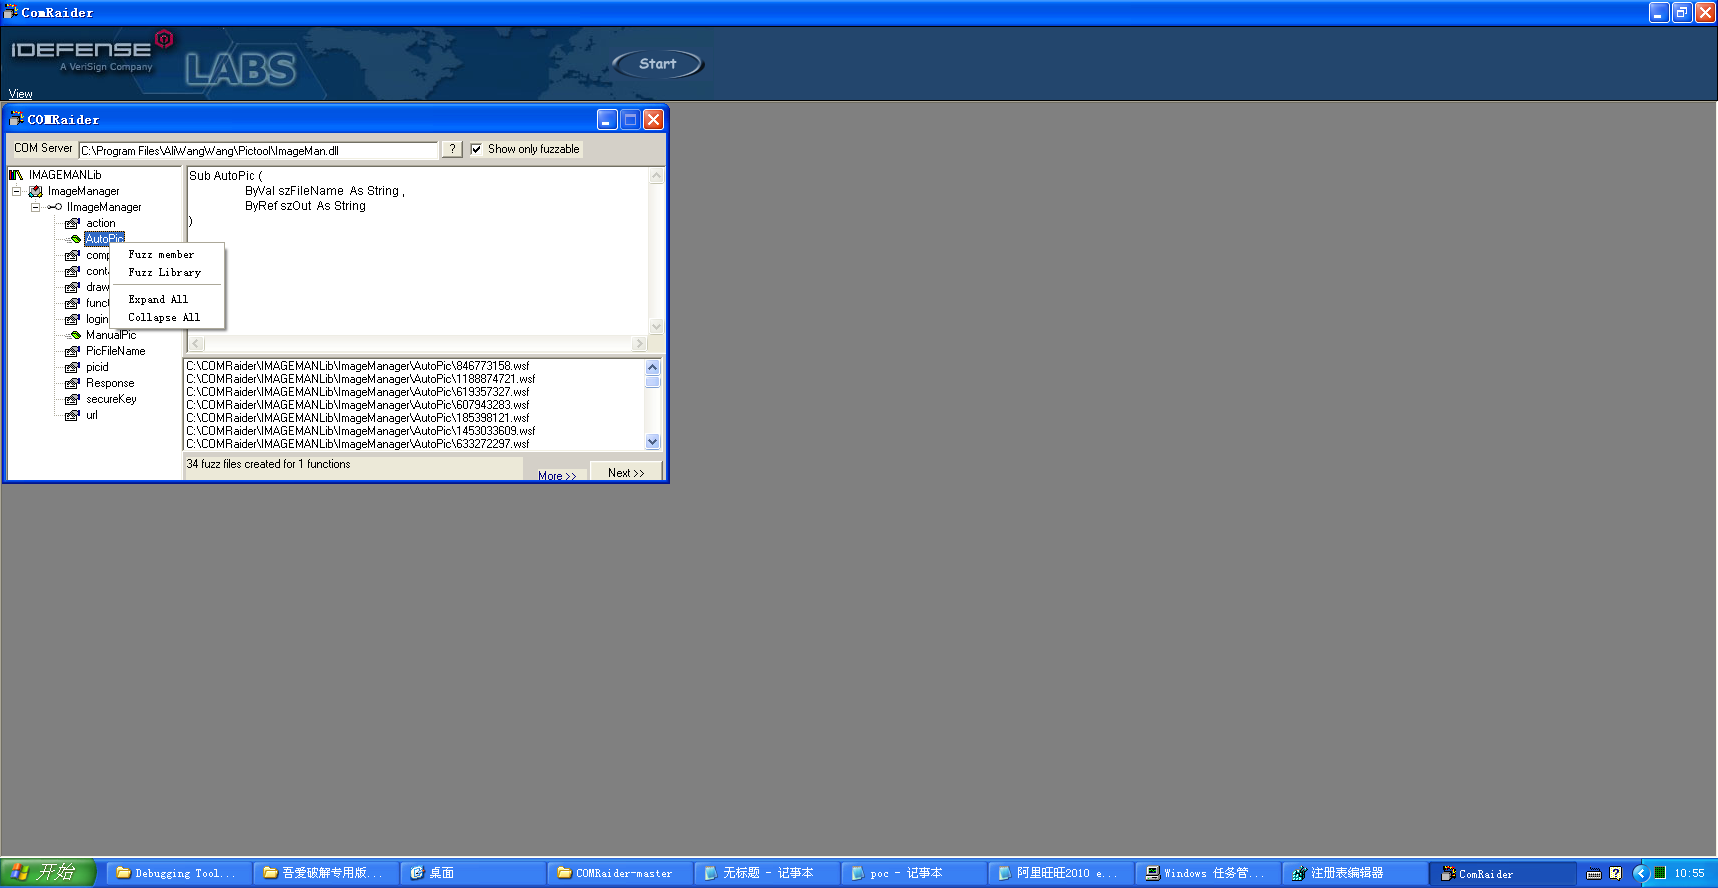 ComRaider
IDEFENSE
A VeriSign Company
LABS
Start
View
COMRaider
COM Server
C:\Program Files\AliWangWang\Pictool\ImageMan.dll
?
Show only fuzzable
IMAGEMANLib
ImageManager
IImageManager
action
AutoPic
comp
conta
draw
funct
login
ManualPic
PicFileName
picid
Response
secureKey
url
Fuzz member
Fuzz Library
Expand All
Collapse All
Sub AutoPic (
ByVal szFileName As String ,
ByRef szOut As String
)
C:\COMRaider\IMAGEMANLib\ImageManager\AutoPic\846773158.wsf
C:\COMRaider\IMAGEMANLib\ImageManager\AutoPic\1188874721.wsf
C:\COMRaider\IMAGEMANLib\ImageManager\AutoPic\619357327.wsf
C:\COMRaider\IMAGEMANLib\ImageManager\AutoPic\607943283.wsf
C:\COMRaider\IMAGEMANLib\ImageManager\AutoPic\185398121.wsf
C:\COMRaider\IMAGEMANLib\ImageManager\AutoPic\1453033609.wsf
C:\COMRaider\IMAGEMANLib\ImageManager\AutoPic\633272297.wsf
34 fuzz files created for 1 functions
More >>
Next >>
开始
Debugging Tool...
吾爱破解专用版...
桌面
COMRaider-master
无标题 - 记事本
poc - 记事本
阿里旺旺2010 e...
Windows 任务管...
注册表编辑器
ComRaider
10:55